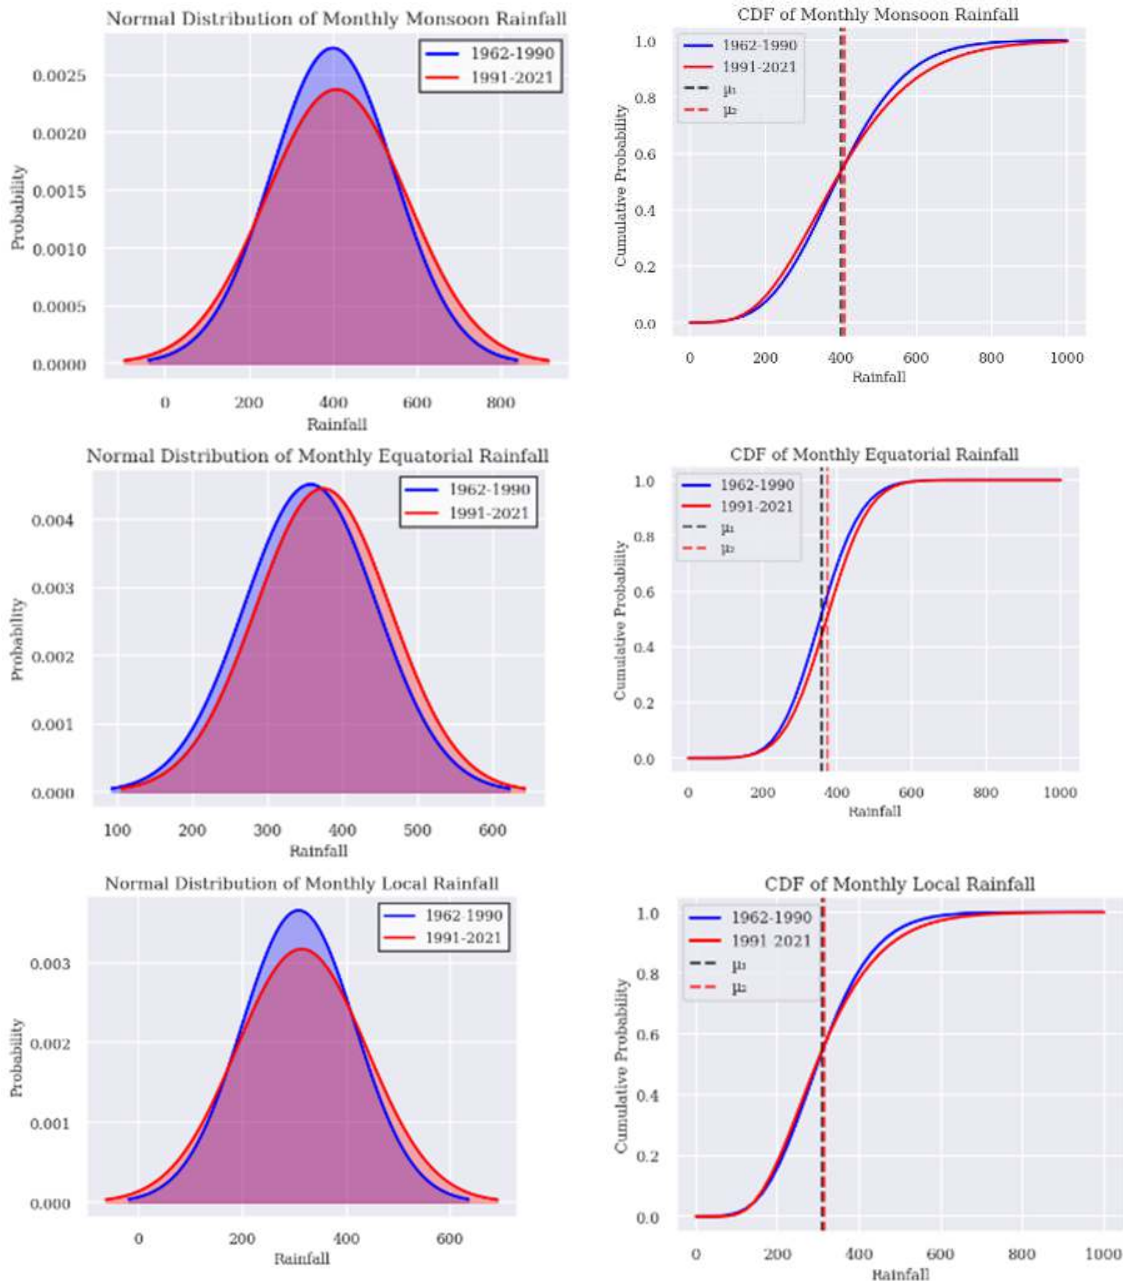 Normal Distribution of Monthly Monsoon Rainfall
1962-1990
1991-2021
0.0025
0.0020
0.0015
0.0010
0.0005
0.0000
Probability
0 200 400 600 800
Rainfall
CDF of Monthly Monsoon Rainfall
1962-1990
1991-2021
μ₁
μ₂
1.0
0.8
0.6
0.4
0.2
0.0
Cumulative Probability
0 200 400 600 800 1000
Rainfall
Normal Distribution of Monthly Equatorial Rainfall
1962-1990
1991-2021
0.004
0.003
0.002
0.001
0.000
Probability
100 200 300 400 500 600
Rainfall
CDF of Monthly Equatorial Rainfall
1962-1990
1991-2021
μ₁
μ₂
1.0
0.8
0.6
0.4
0.2
0.0
Cumulative Probability
0 200 400 600 800 1000
Rainfall
Normal Distribution of Monthly Local Rainfall
1962-1990
1991-2021
0.003
0.002
0.001
0.000
Probability
0 200 400 600
Rainfall
CDF of Monthly Local Rainfall
1962-1990
1991 2021
μ₁
μ₂
1.0
0.8
0.6
0.4
0.2
0.0
Cumulative Probability
0 200 400 600 800 1000
Rainfall